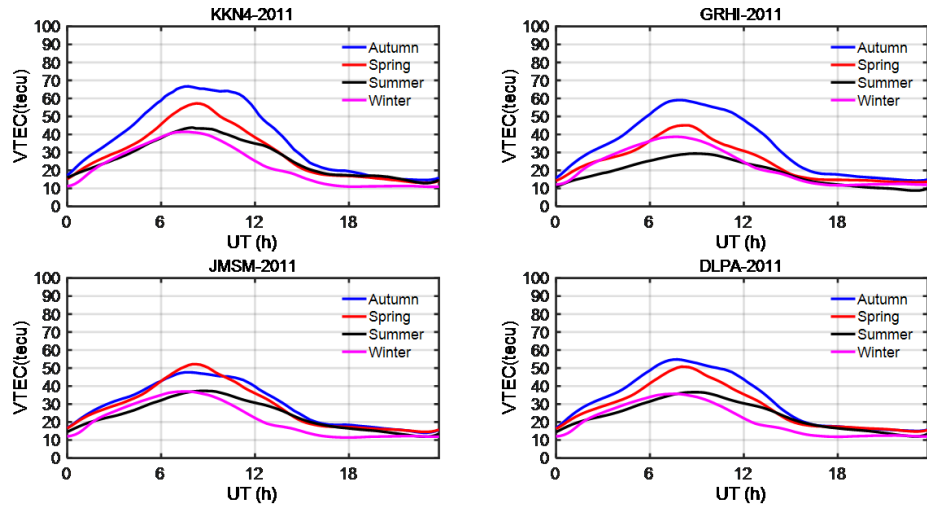 KKN4-2011
VTEC(tecu)
100
90
80
70
60
50
40
30
20
10
0
0 6 12 18
UT (h)
Autumn
Spring
Summer
Winter
GRHI-2011
VTEC(tecu)
100
90
80
70
60
50
40
30
20
10
0
0 6 12 18
UT (h)
Autumn
Spring
Summer
Winter
JMSM-2011
VTEC(tecu)
100
90
80
70
60
50
40
30
20
10
0
0 6 12 18
UT (h)
Autumn
Spring
Summer
Winter
DLPA-2011
VTEC(tecu)
100
90
80
70
60
50
40
30
20
10
0
0 6 12 18
UT (h)
Autumn
Spring
Summer
Winter